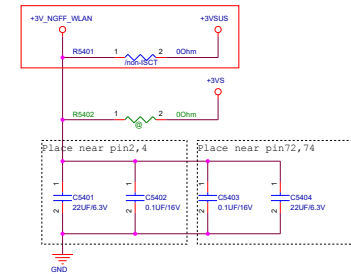 +3V_NGFF_WLAN
+3VSUS
R5401 1 2 0Ohm
/non-ISCT
+3VS
R5402 1 2 0Ohm
@
Place near pin2,4
Place near pin72,74
1 1 1 1
C5401 C5402 C5403 C5404
22UF/6.3V 0.1UF/16V 0.1UF/16V 22UF/6.3V
2 2 2 2
GND